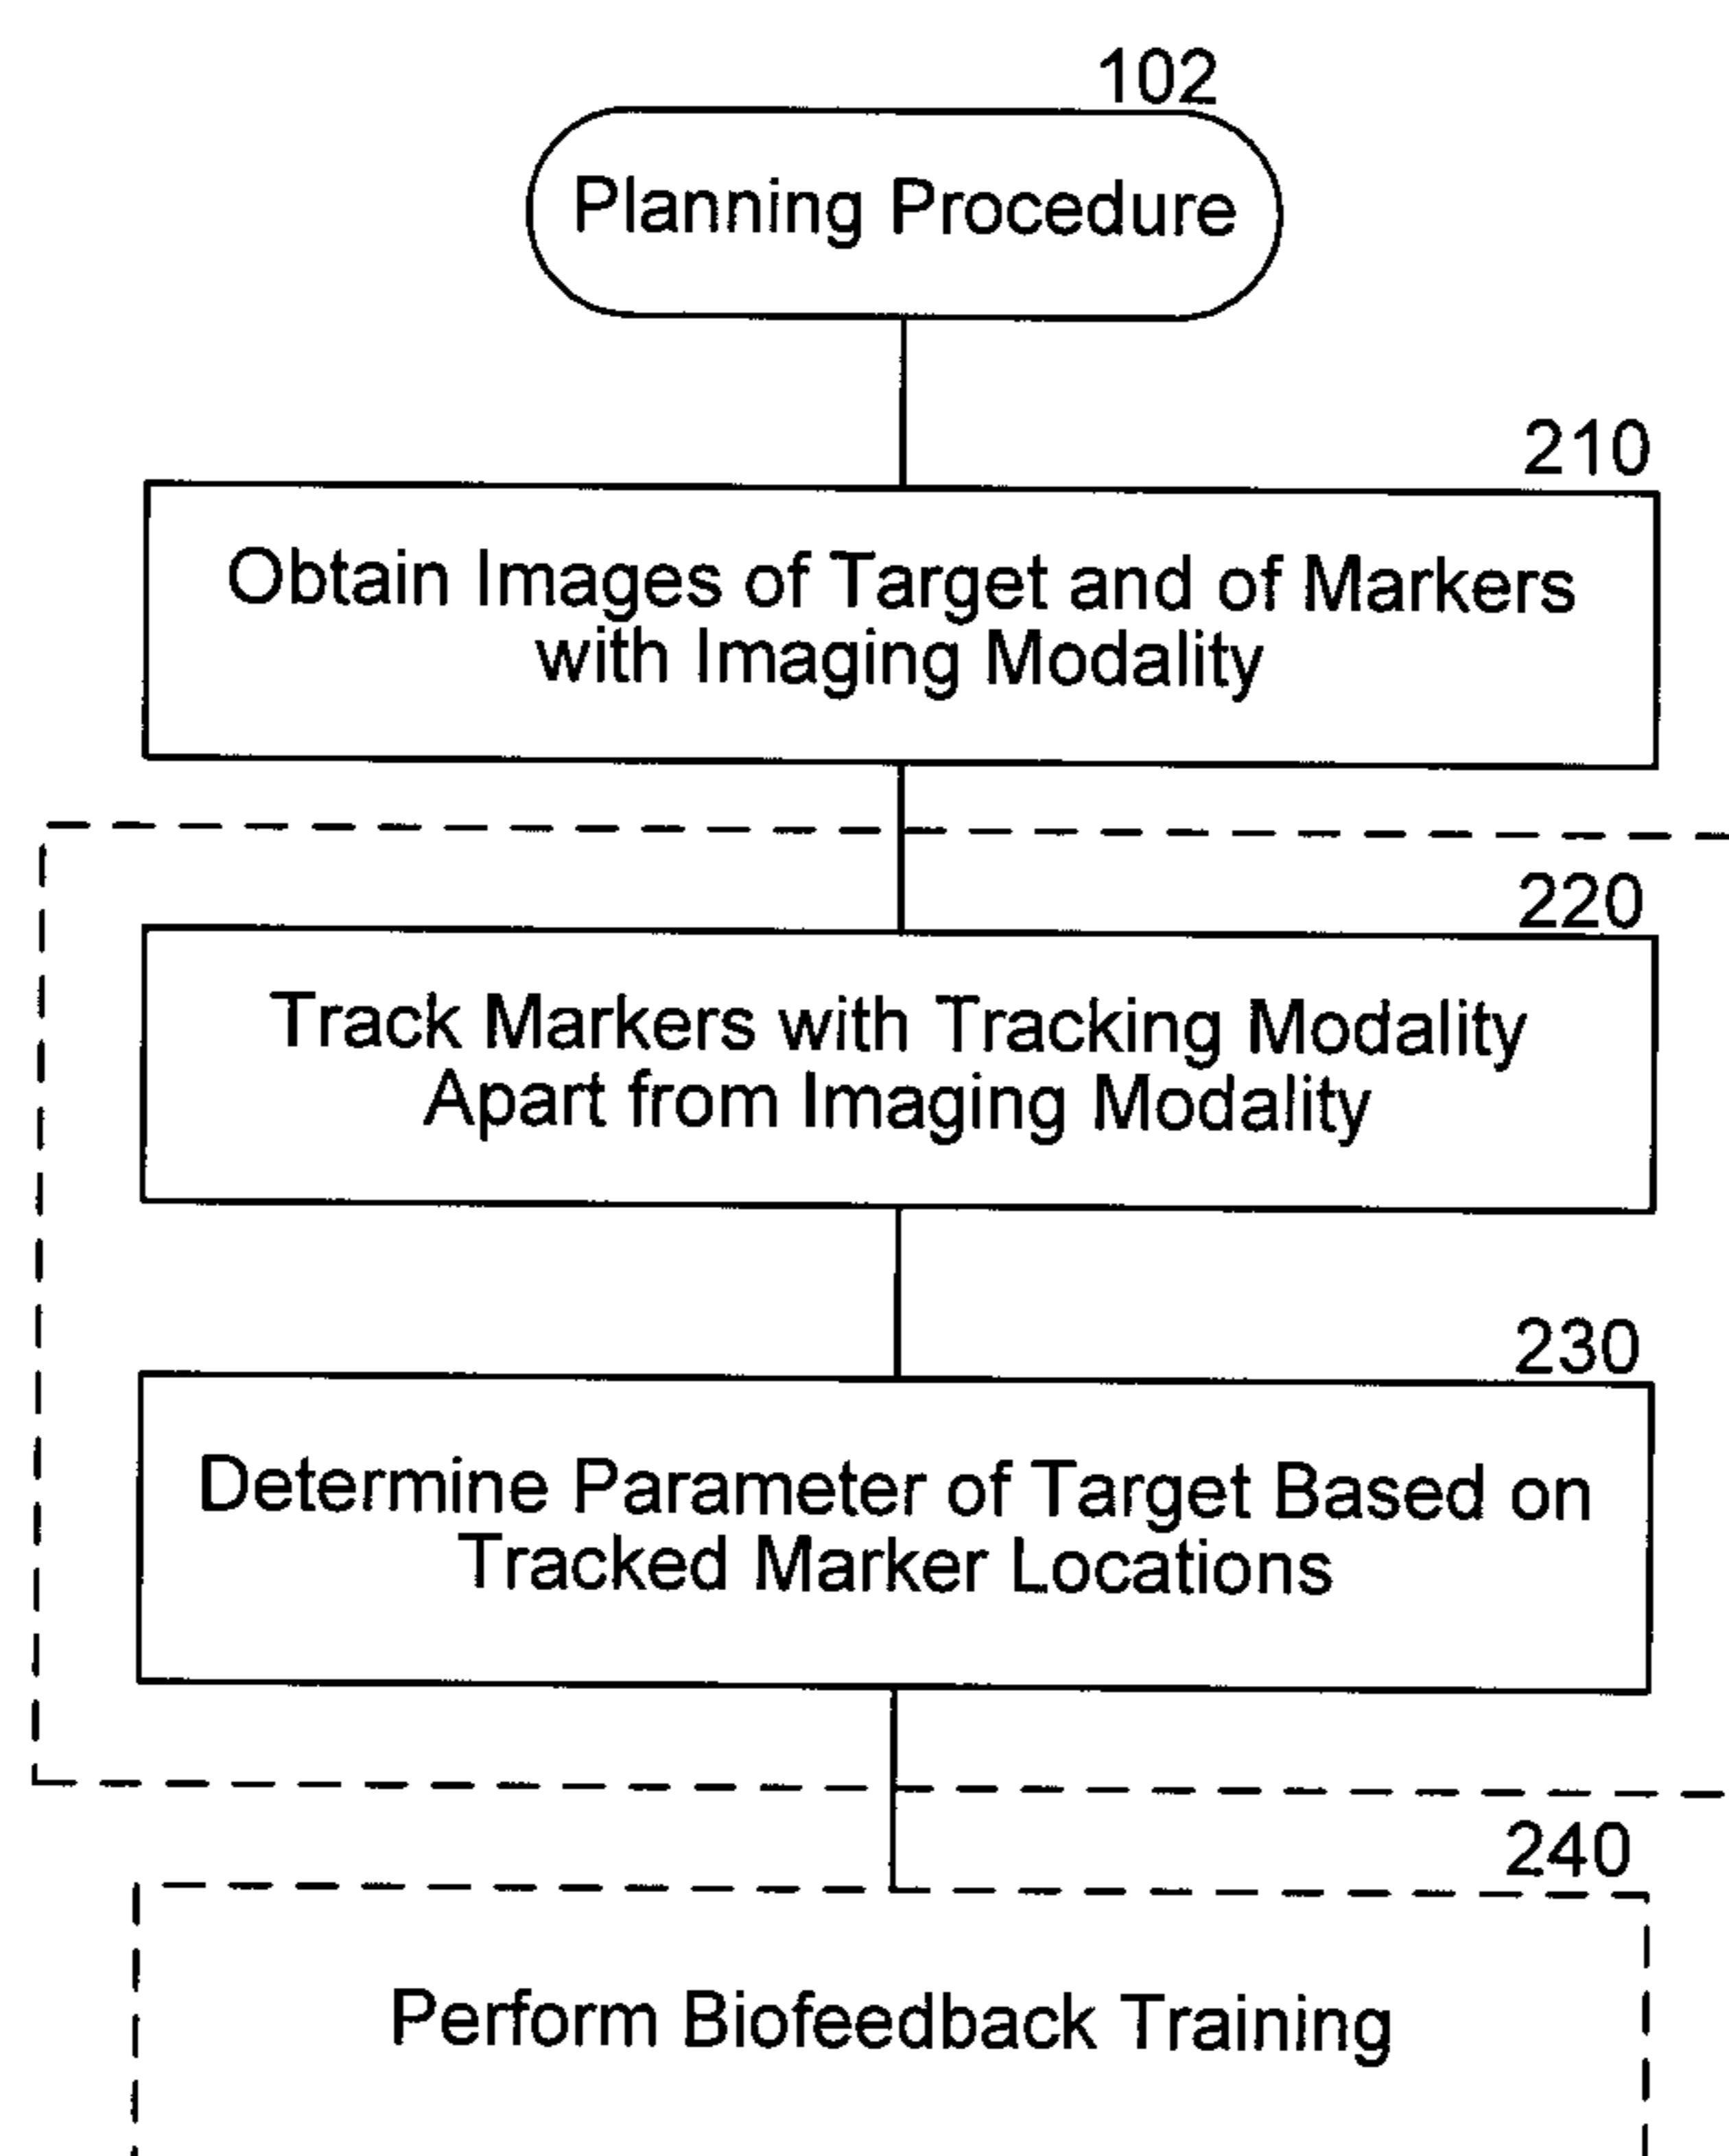 102
Planning Procedure
210
Obtain Images of Target and of Markers
with Imaging Modality
220
Track Markers with Tracking Modality
Apart from Imaging Modality
230
Determine Parameter of Target Based on
Tracked Marker Locations
240
Perform Biofeedback Training